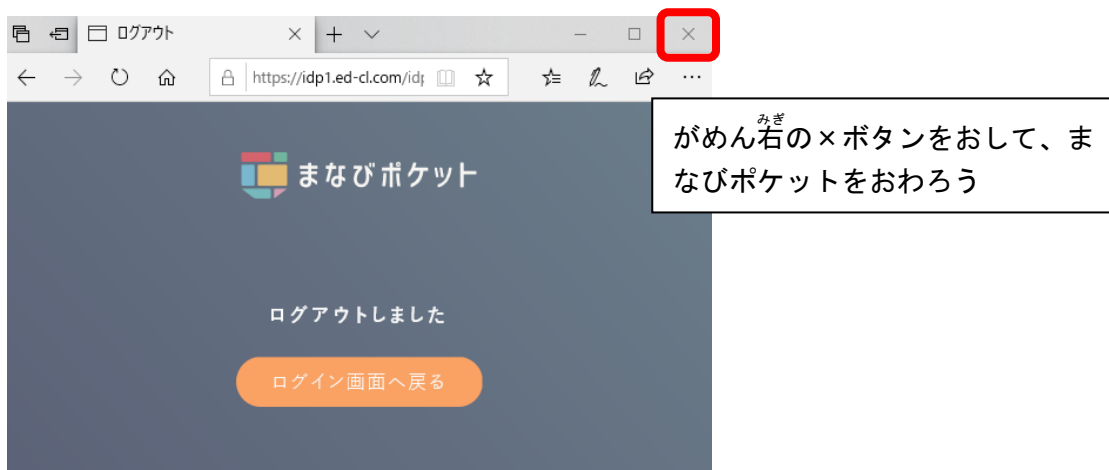 ログアウト
https://idp1.ed-cl.com/idp
まなびポケット
みぎ
がめん右の×ボタンをおして、ま
なびポケットをおわろう
ログアウトしました
ログイン画面へ戻る